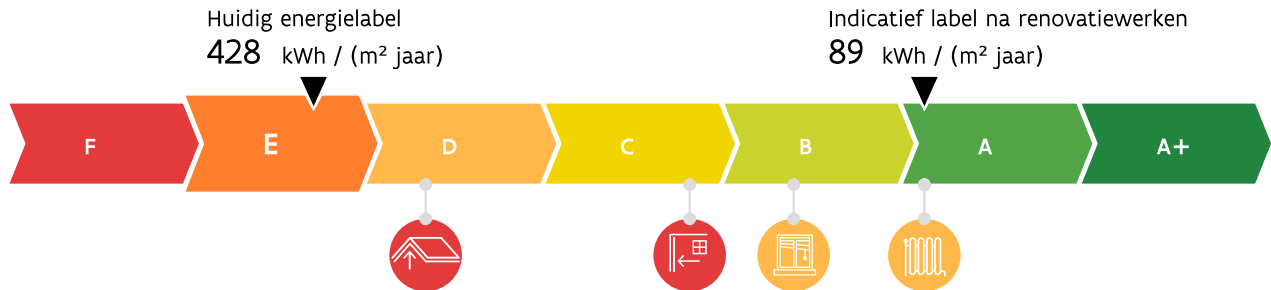 Huidig energielabel
428 kWh / (m² jaar)
Indicatief label na renovatiewerken
89 kWh / (m² jaar)
F
E
D
C
B
A
A+